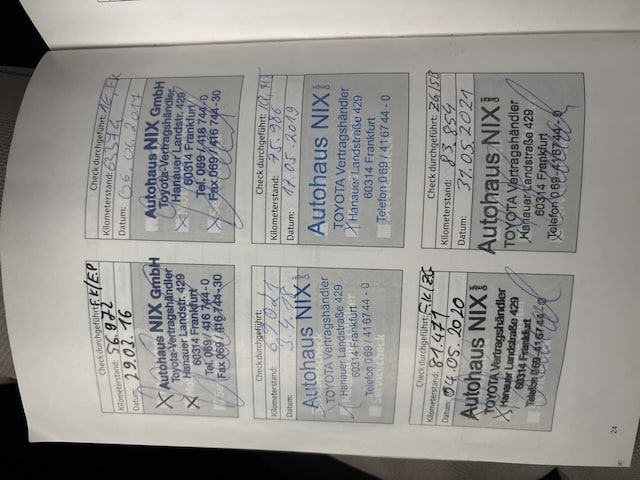 Check durchgeführt:
Kilometerstand: 56.972
Datum: 29.02.16
Autohaus NIX GmbH
Toyota-Vertragshändler
Hanauer Landstr. 429
60314 Frankfurt
Tel. 069 / 416 744-0
Fax 069 / 416 744-30
Check durchgeführt:
Kilometerstand:
Datum: 06.04.2017
Autohaus NIX GmbH
Toyota-Vertragshändler
Hanauer Landstr. 429
60314 Frankfurt
Tel. 069 / 416 744-0
Fax 069 / 416 744-30
Check durchgeführt:
Kilometerstand:
Datum:
Autohaus NIX
TOYOTA Vertragshändler
Hanauer Landstraße 429
60314 Frankfurt
Telefon 069 / 41 67 44 - 0
Check durchgeführt:
Kilometerstand: 75.986
Datum: 17.05.2019
Autohaus NIX
TOYOTA Vertragshändler
Hanauer Landstraße 429
60314 Frankfurt
Telefon 069 / 41 67 44 - 0
Check durchgeführt:
Kilometerstand: 81.471
Datum: 04.05.2020
Autohaus NIX
TOYOTA Vertragshändler
Hanauer Landstraße 429
60314 Frankfurt
Telefon 069 / 41 67 44 - 0
Check durchgeführt:
Kilometerstand: 83.854
Datum: 31.05.2021
Autohaus NIX
TOYOTA Vertragshändler
Hanauer Landstraße 429
60314 Frankfurt
Telefon 069 / 41 67 44 - 0
24